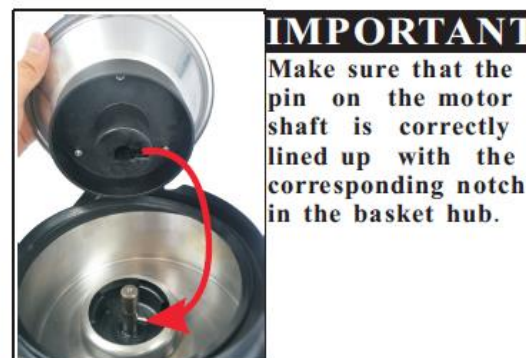 IMPORTANT
Make sure that the
pin on the motor
shaft is correctly
lined up with the
corresponding notch
in the basket hub.